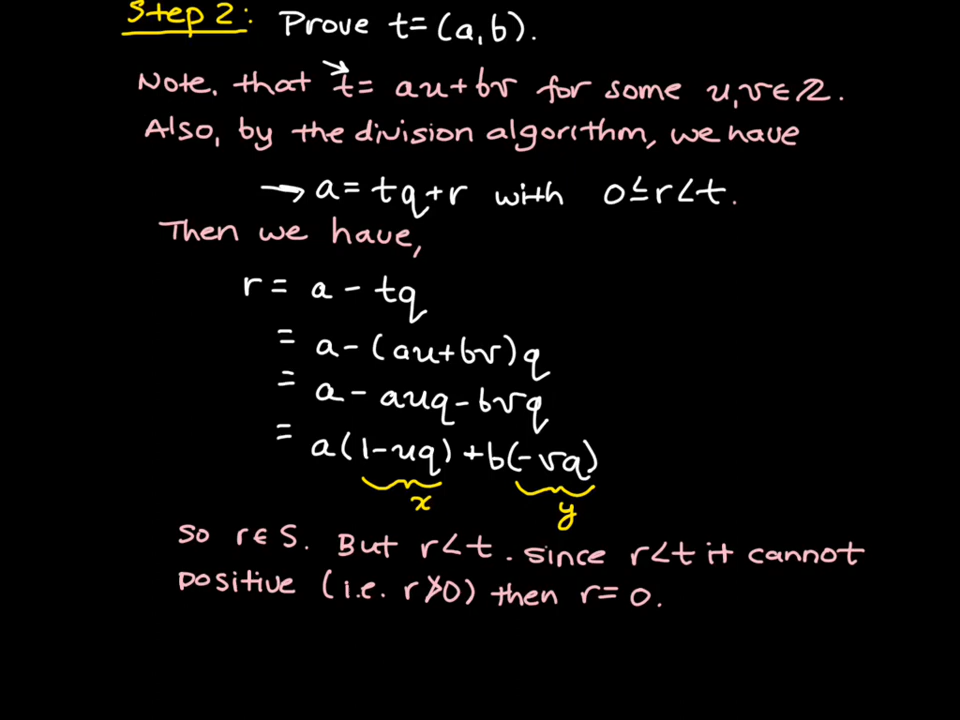 Step 2: Prove t=(a,b).
Note, that t= au+bv for some u,v∈ℤ.
Also, by the division algorithm, we have
→ a= tq+r with 0≤r<t.
Then we have,
r= a - tq
= a-(au+bv)q
= a- auq-bvq
= a(1-uq)+b(-vq)
x y
So r∈S. But r<t. since r<t it cannot
positive (i.e. r≯0) then r=0.